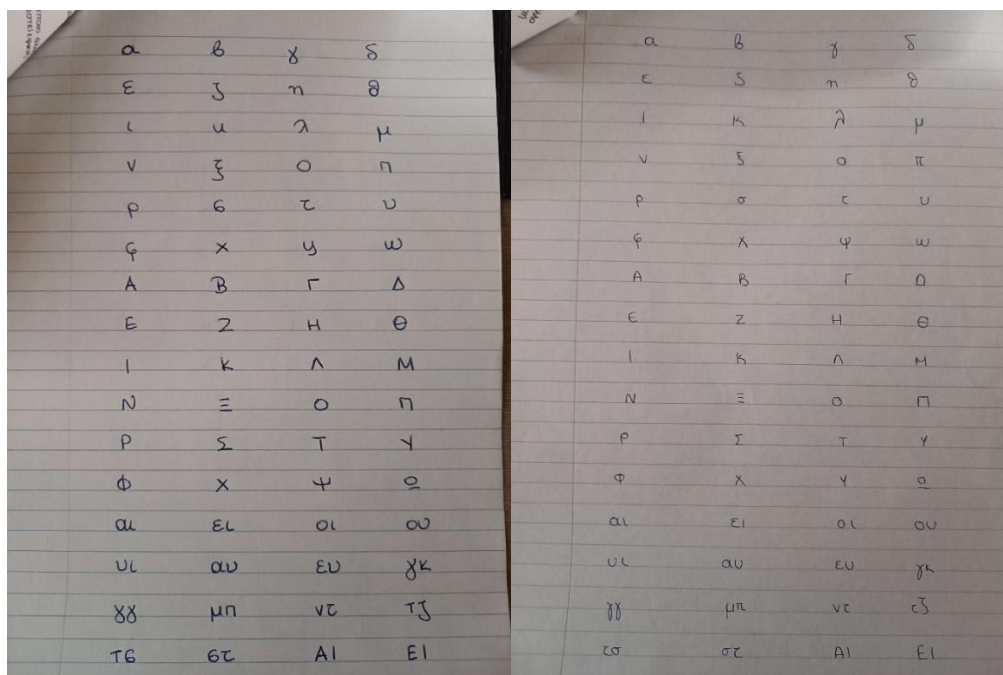 α β γ δ
ε ζ η θ
ι κ λ μ
ν ξ ο π
ρ σ τ υ
φ χ ψ ω
Α Β Γ Δ
Ε Ζ Η Θ
Ι Κ Λ Μ
Ν Ξ Ο Π
Ρ Σ Τ Υ
Φ Χ Ψ Ω
αι ει οι ου
υι αυ ευ γκ
γγ μπ ντ τζ
τσ στ ΑΙ ΕΙ
α β γ δ
ε ζ η θ
ι κ λ μ
ν ξ ο π
ρ σ τ υ
φ χ ψ ω
Α Β Γ Δ
Ε Ζ Η Θ
Ι Κ Λ Μ
Ν Ξ Ο Π
Ρ Σ Τ Υ
Φ Χ Ψ Ω
αι ει οι ου
υι αυ ευ γκ
γγ μπ ντ τζ
τσ στ ΑΙ ΕΙ